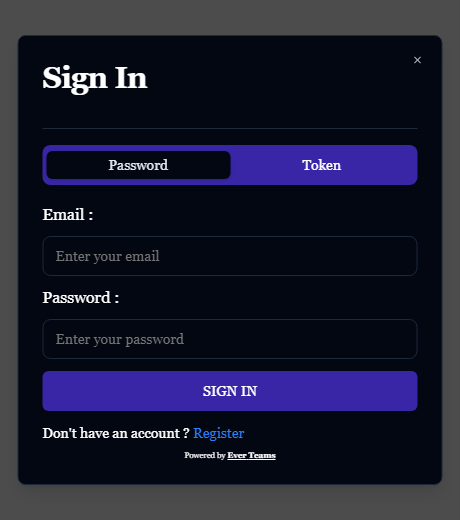 ×
Sign In
Password
Token
Email :
Enter your email
Password :
Enter your password
SIGN IN
Don't have an account ? Register
Powered by Ever Teams